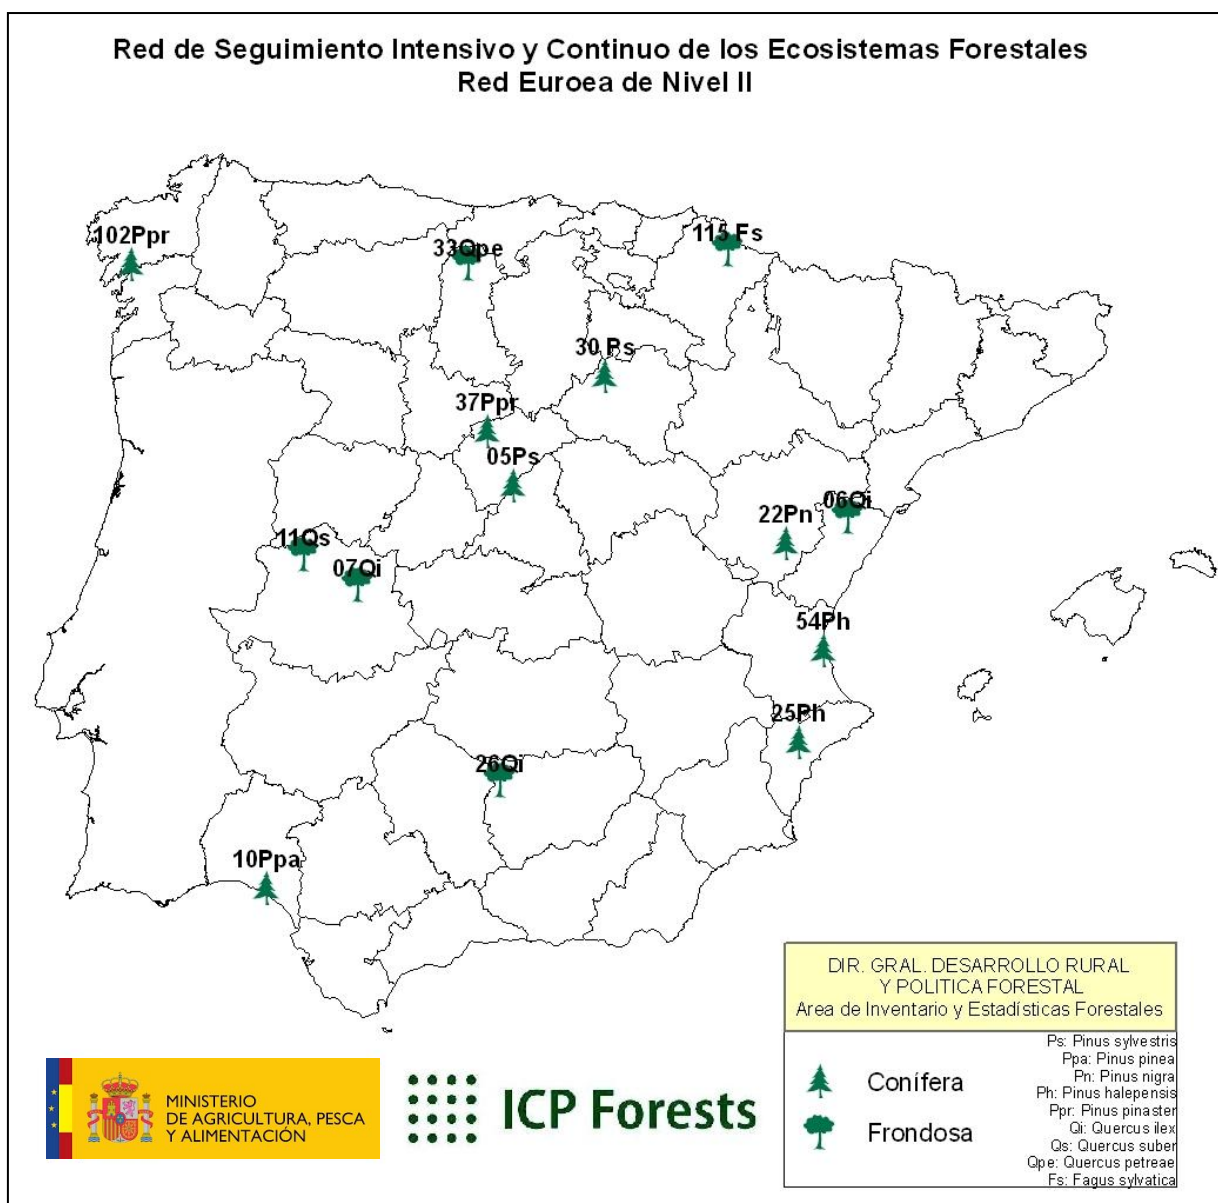 Red de Seguimiento Intensivo y Continuo de los Ecosistemas Forestales
Red Euroea de Nivel II
102Ppr
33Qpe
115 Fs
30 Ps
37Ppr
05Ps
06Qi
22Pn
11Qs
07Qi
54Ph
25Ph
26Qi
10Ppa
DIR. GRAL. DESARROLLO RURAL
Y POLITICA FORESTAL
Area de Inventario y Estadísticas Forestales
Conífera
Frondosa
Ps: Pinus sylvestris
Ppa: Pinus pinea
Pn: Pinus nigra
Ph: Pinus halepensis
Ppr: Pinus pinaster
Qi: Quercus ilex
Qs: Quercus suber
Qpe: Quercus petreae
Fs: Fagus sylvatica
MINISTERIO
DE AGRICULTURA, PESCA
Y ALIMENTACIÓN
ICP Forests